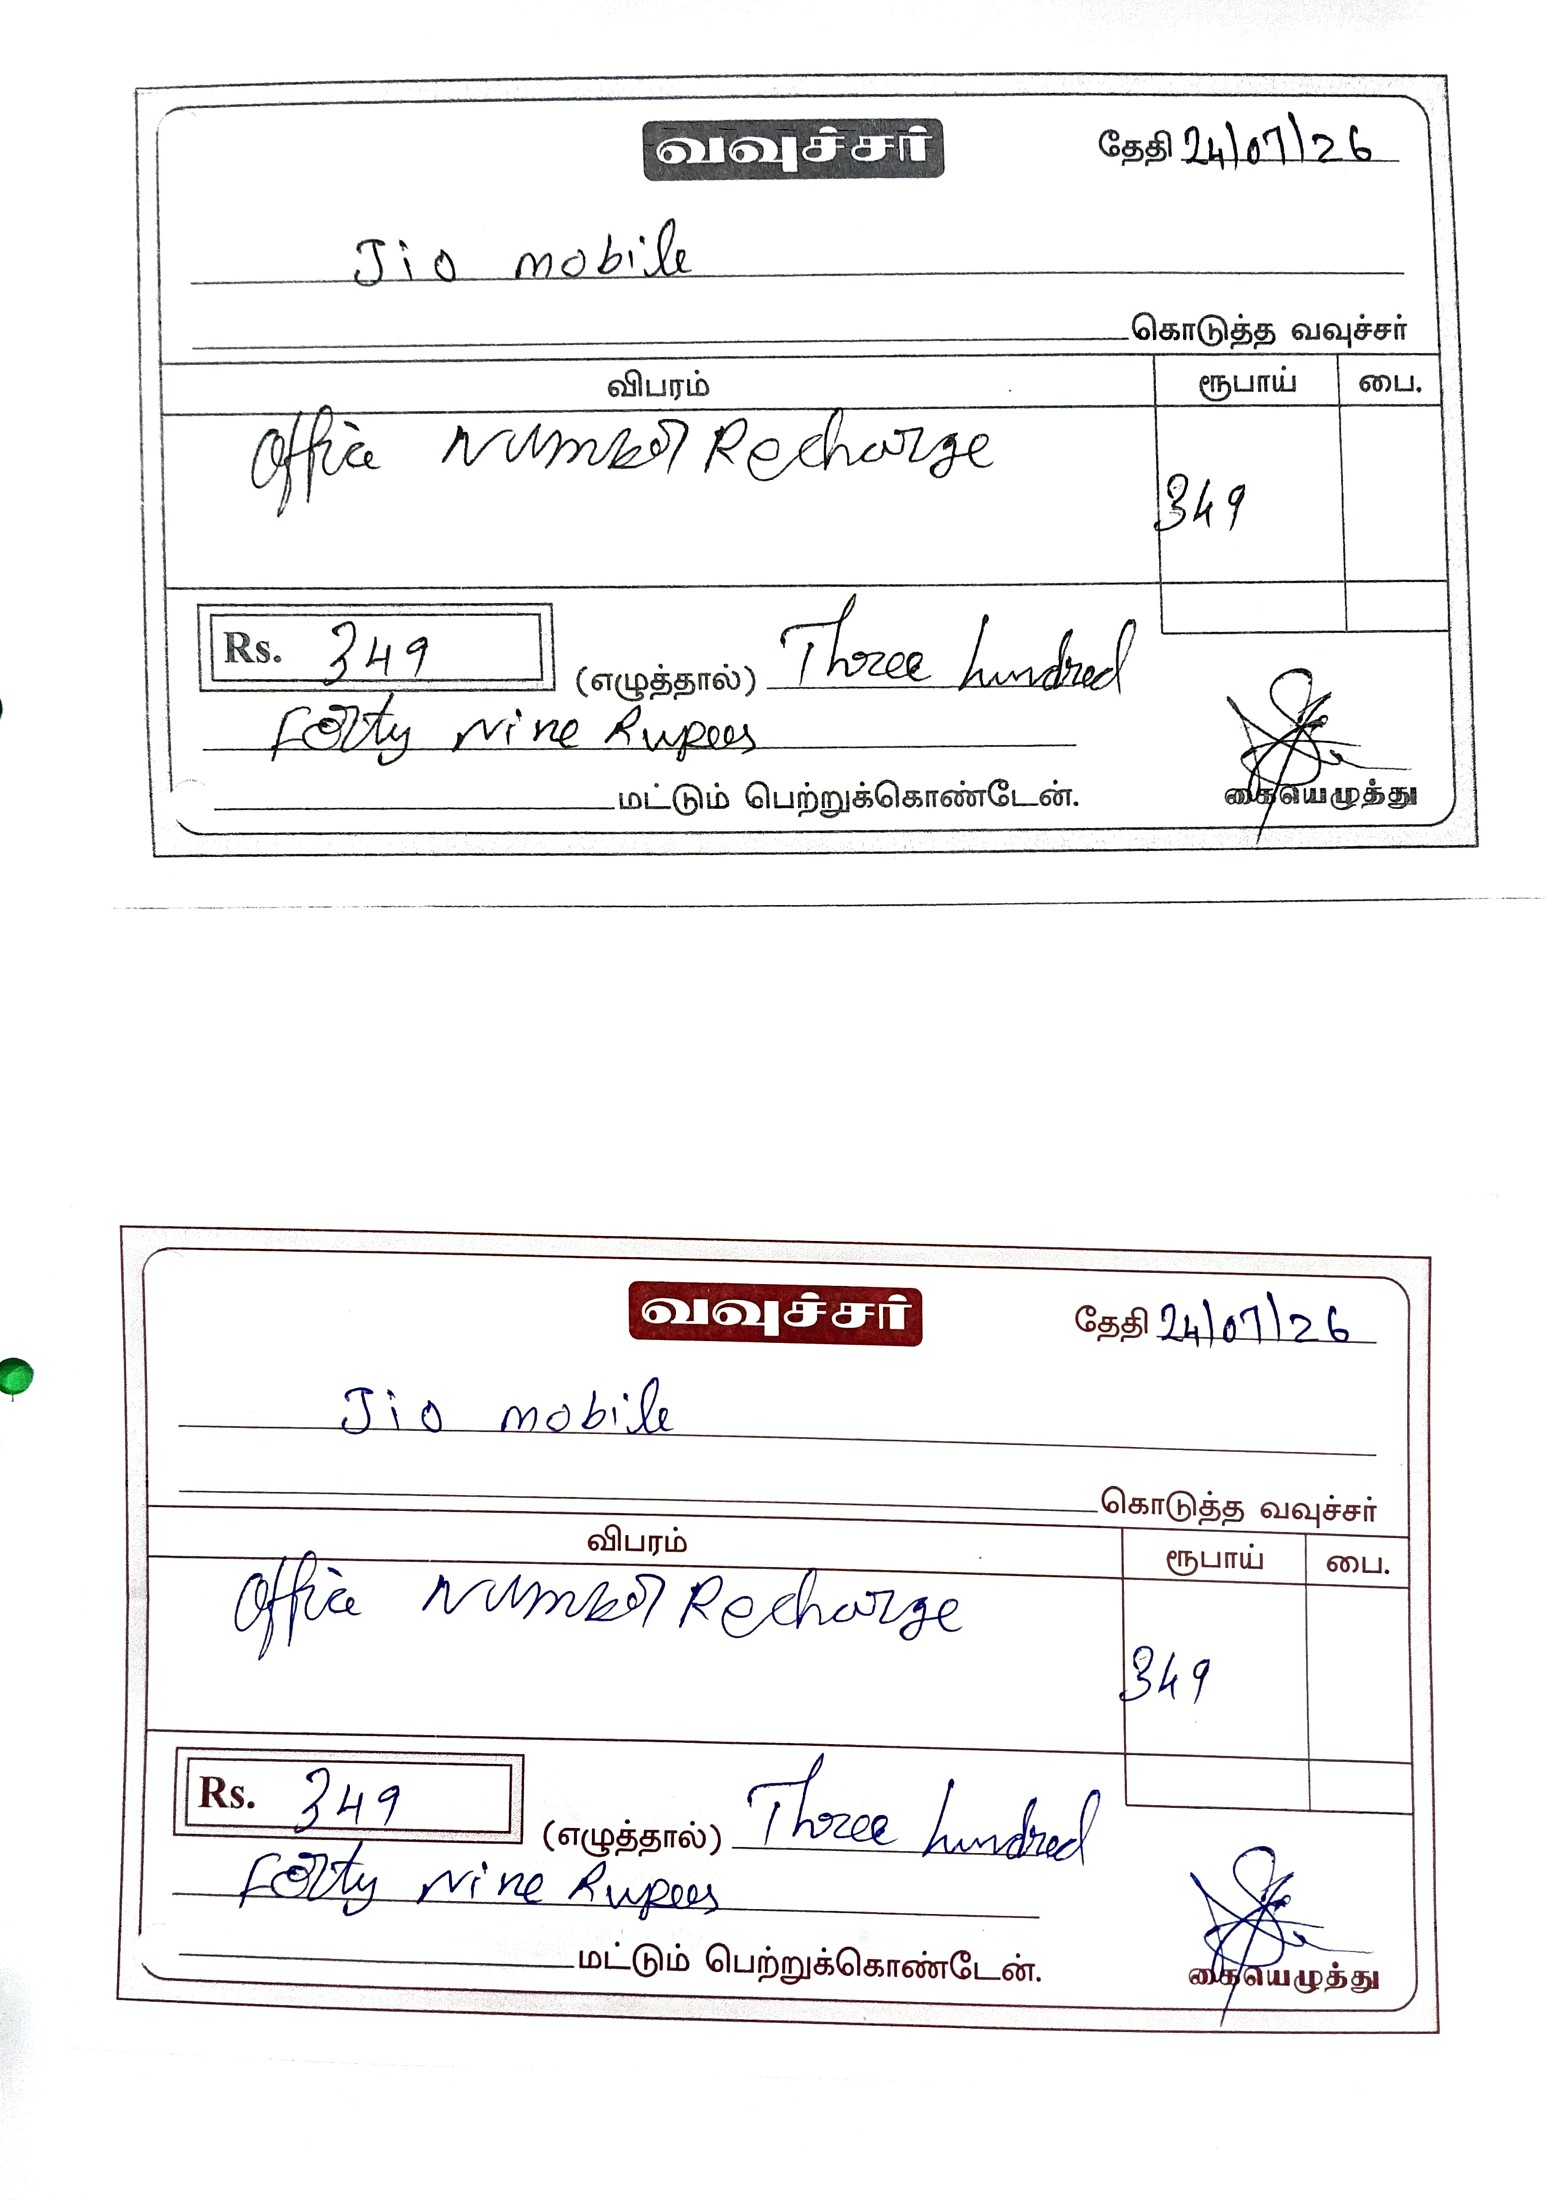 வவுச்சர்
தேதி 24/07/26
Jio mobile
கொடுத்த வவுச்சர்
விபரம் ரூபாய் பை.
Office Number Recharge
349
Rs. 349 (எழுத்தால்) Three hundred
Forty Nine Rupees
மட்டும் பெற்றுக்கொண்டேன். கையெழுத்து
வவுச்சர்
தேதி 24/07/26
Jio mobile
கொடுத்த வவுச்சர்
விபரம் ரூபாய் பை.
Office Number Recharge
349
Rs. 349 (எழுத்தால்) Three hundred
Forty Nine Rupees
மட்டும் பெற்றுக்கொண்டேன். கையெழுத்து